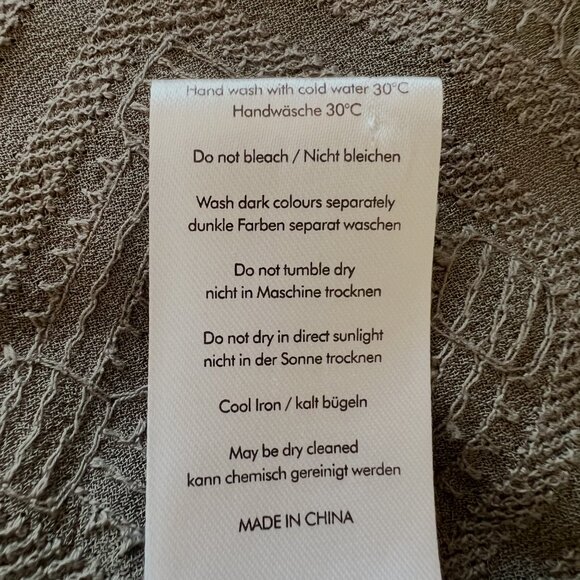 Hand wash with cold water 30°C
Handwäsche 30°C
Do not bleach / Nicht bleichen
Wash dark colours separately
dunkle Farben separat waschen
Do not tumble dry
nicht in Maschine trocknen
Do not dry in direct sunlight
nicht in der Sonne trocknen
Cool Iron / kalt bügeln
May be dry cleaned
kann chemisch gereinigt werden
MADE IN CHINA